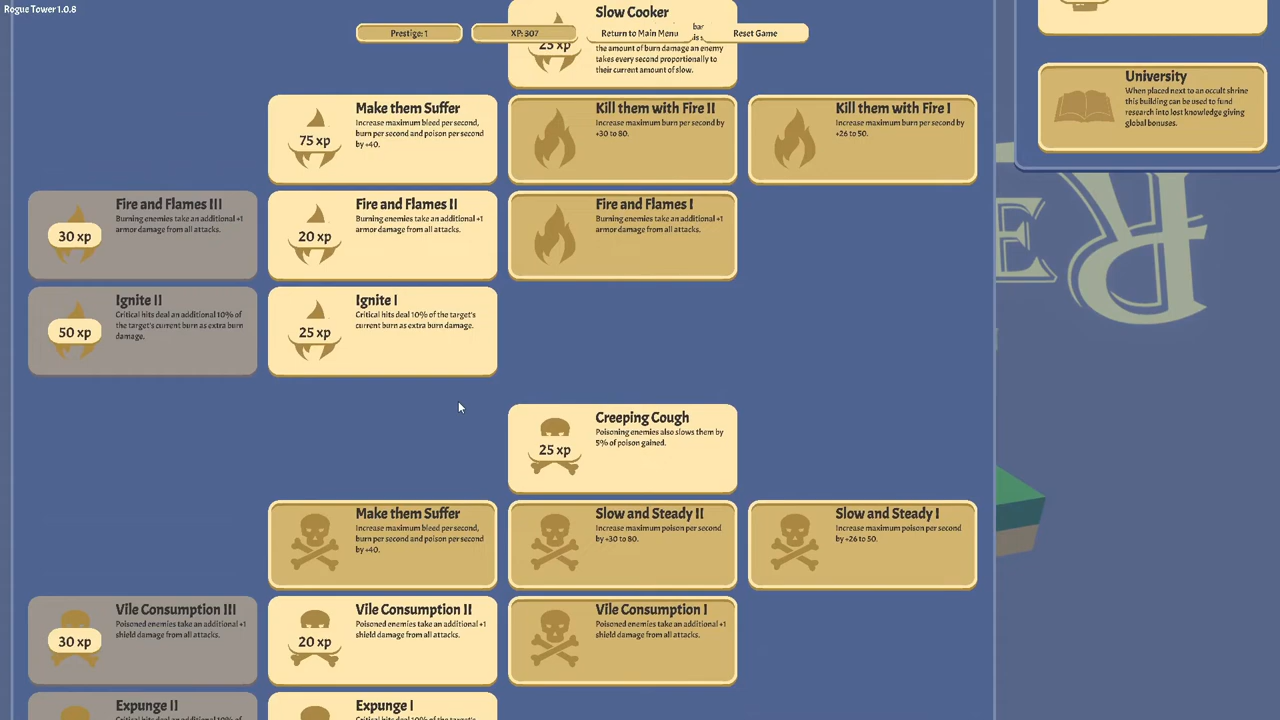 Rogue Tower 1.0.8
Slow Cooker
Prestige: 1
XP: 307
Return to Main Menu
Reset Game
25 xp
the amount of burn damage an enemy
takes every second proportionally to
their current amount of slow.
University
When placed next to an occult shrine
this building can be used to fund
research into lost knowledge giving
global bonuses.
Make them Suffer
75 xp
Increase maximum bleed per second,
burn per second and poison per second
by +40.
Kill them with Fire II
Increase maximum burn per second by
+30 to 80.
Kill them with Fire I
Increase maximum burn per second by
+26 to 50.
Fire and Flames III
30 xp
Burning enemies take an additional +1
armor damage from all attacks.
Fire and Flames II
20 xp
Burning enemies take an additional +1
armor damage from all attacks.
Fire and Flames I
Burning enemies take an additional +1
armor damage from all attacks.
Ignite II
50 xp
Critical hits deal an additional 10% of
the target's current burn as extra burn
damage.
Ignite I
25 xp
Critical hits deal 10% of the target's
current burn as extra burn damage.
Creeping Cough
25 xp
Poisoning enemies also slows them by
5% of poison gained.
Make them Suffer
Increase maximum bleed per second,
burn per second and poison per second
by +40.
Slow and Steady II
Increase maximum poison per second
by +30 to 80.
Slow and Steady I
Increase maximum poison per second
by +26 to 50.
Vile Consumption III
30 xp
Poisoned enemies take an additional +1
shield damage from all attacks.
Vile Consumption II
20 xp
Poisoned enemies take an additional +1
shield damage from all attacks.
Vile Consumption I
Poisoned enemies take an additional +1
shield damage from all attacks.
Expunge II
Critical hits deal an additional 10% of
Expunge I
Critical hits deal 10% of the target's